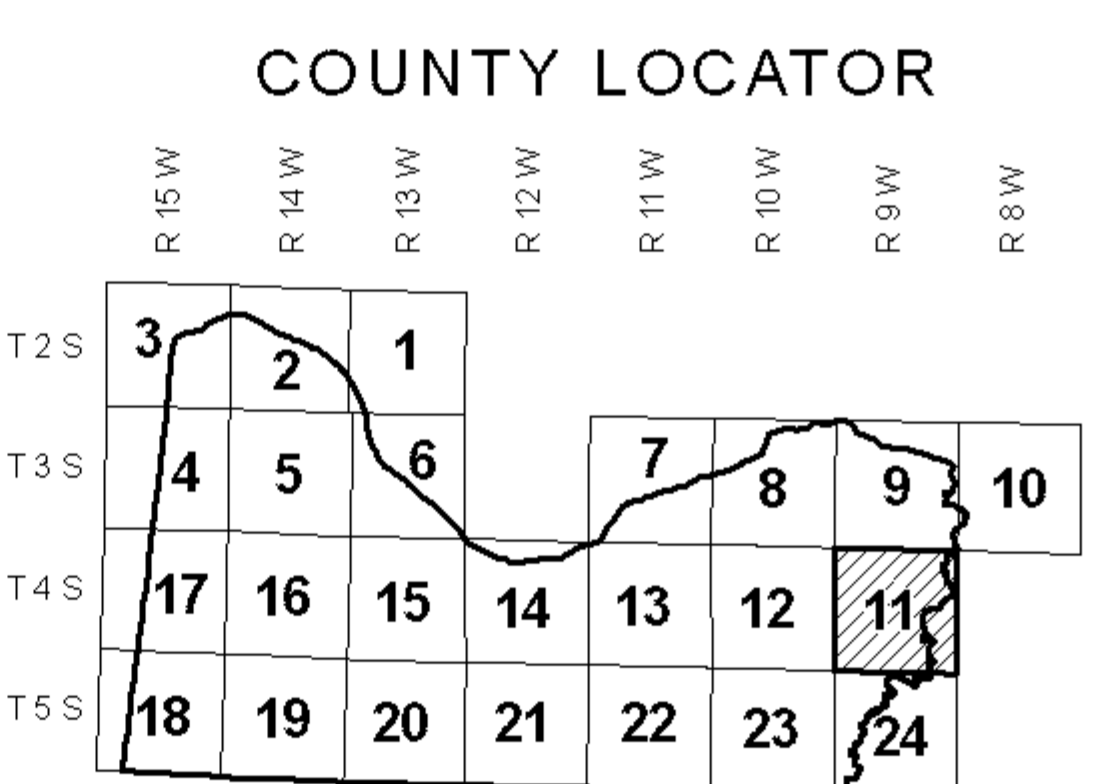 COUNTY LOCATOR
R 15 W R 14 W R 13 W R 12 W R 11 W R 10 W R 9 W R 8 W
T 2 S 3 2 1
T 3 S 4 5 6 7 8 9 10
T 4 S 17 16 15 14 13 12 11
T 5 S 18 19 20 21 22 23 24